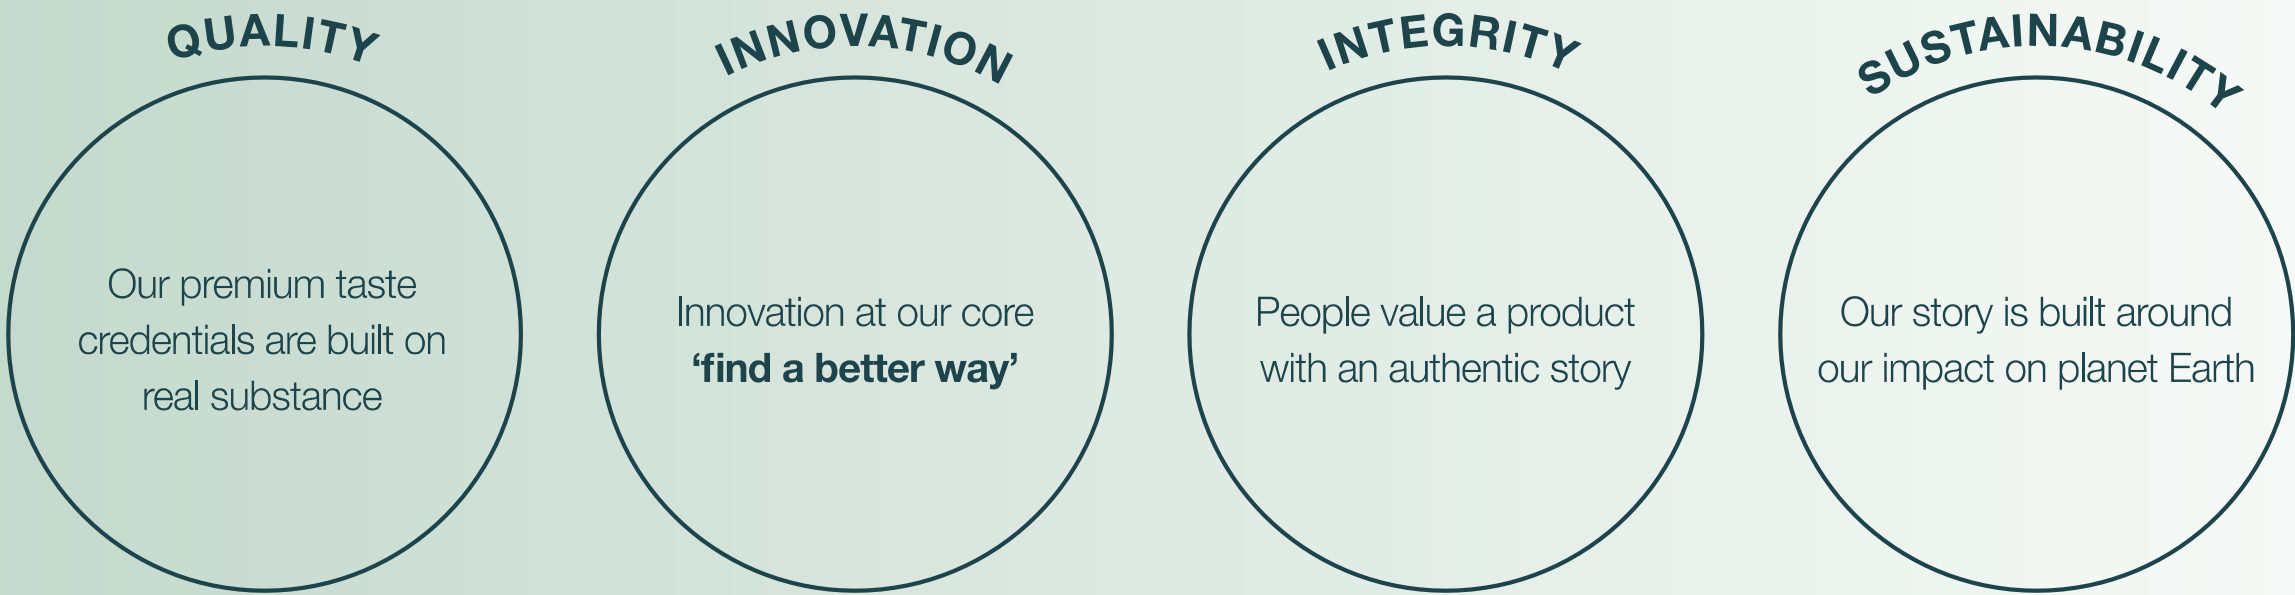 QUALITY
Our premium taste
credentials are built on
real substance
INNOVATION
Innovation at our core
‘find a better way’
INTEGRITY
People value a product
with an authentic story
SUSTAINABILITY
Our story is built around
our impact on planet Earth